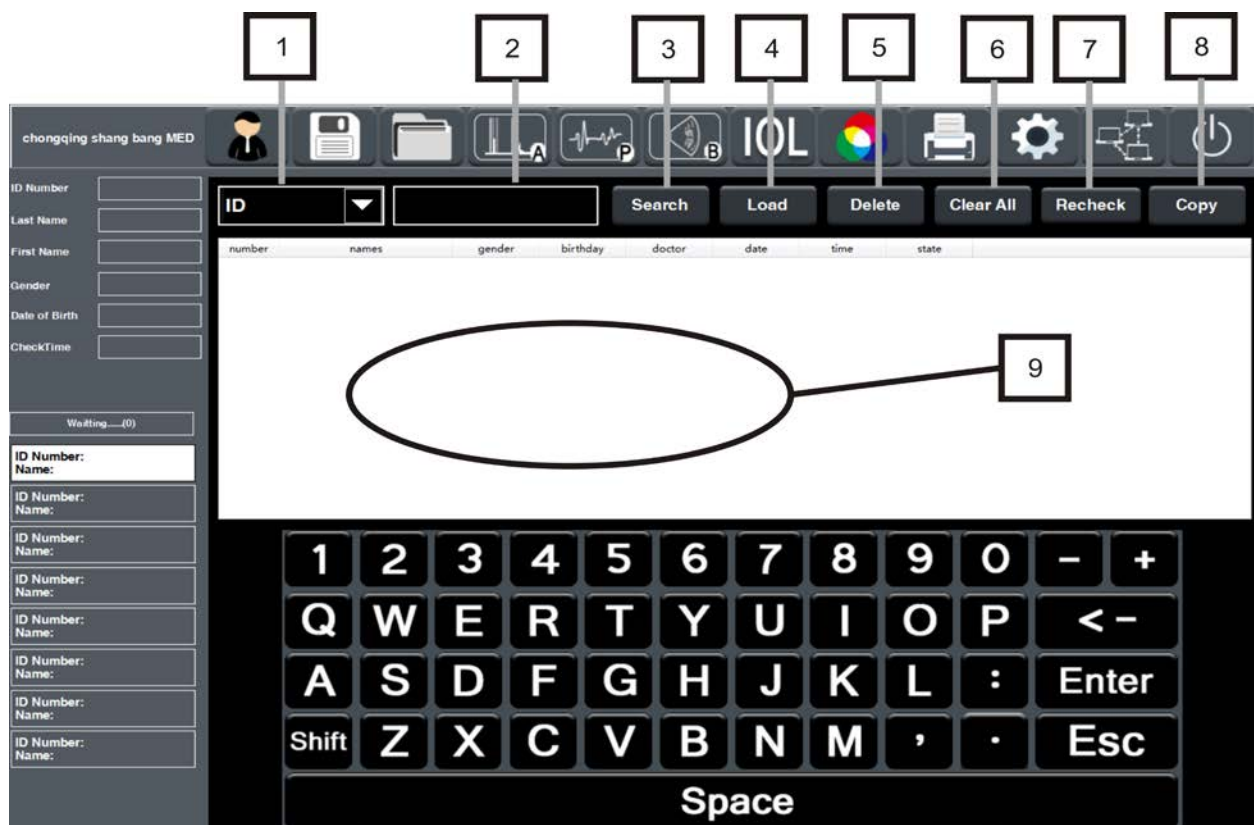 1 2 3 4 5 6 7 8
chongqing shang bang MED
A P B IOL
ID Number
Last Name
First Name
Gender
Date of Birth
CheckTime
ID Search Load Delete Clear All Recheck Copy
number names gender birthday doctor date time state
9
Waitting......(0)
ID Number:
Name:
ID Number:
Name:
ID Number:
Name:
ID Number:
Name:
ID Number:
Name:
ID Number:
Name:
ID Number:
Name:
ID Number:
Name:
1 2 3 4 5 6 7 8 9 0 - +
Q W E R T Y U I O P <-
A S D F G H J K L : Enter
Shift Z X C V B N M , . Esc
Space